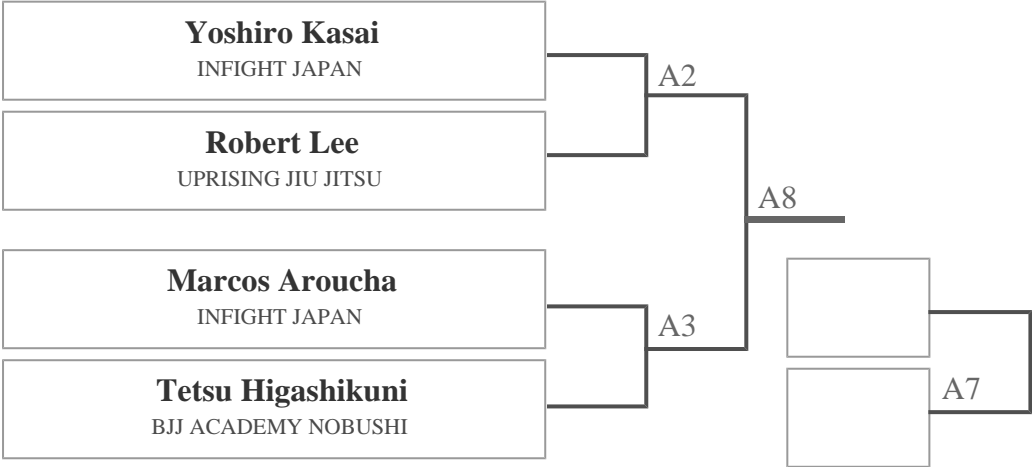 Yoshiro Kasai
INFIGHT JAPAN
A2
Robert Lee
UPRISING JIU JITSU
A8
Marcos Aroucha
INFIGHT JAPAN
A3
Tetsu Higashikuni
BJJ ACADEMY NOBUSHI
A7